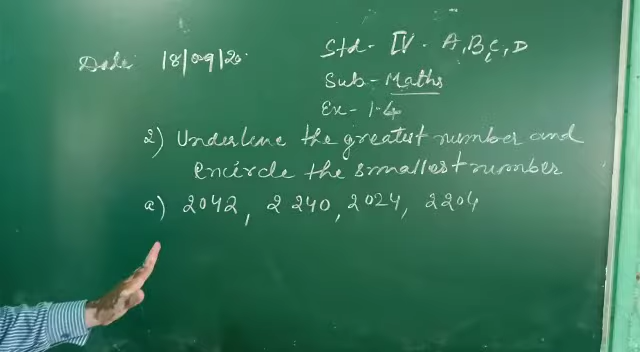 Date: 18/09/20.
Std - IV - A, B, C, D
Sub - Maths
Ex - 1.4
2) Underline the greatest number and
encircle the smallest number
a) 2042, 2240, 2024, 2204